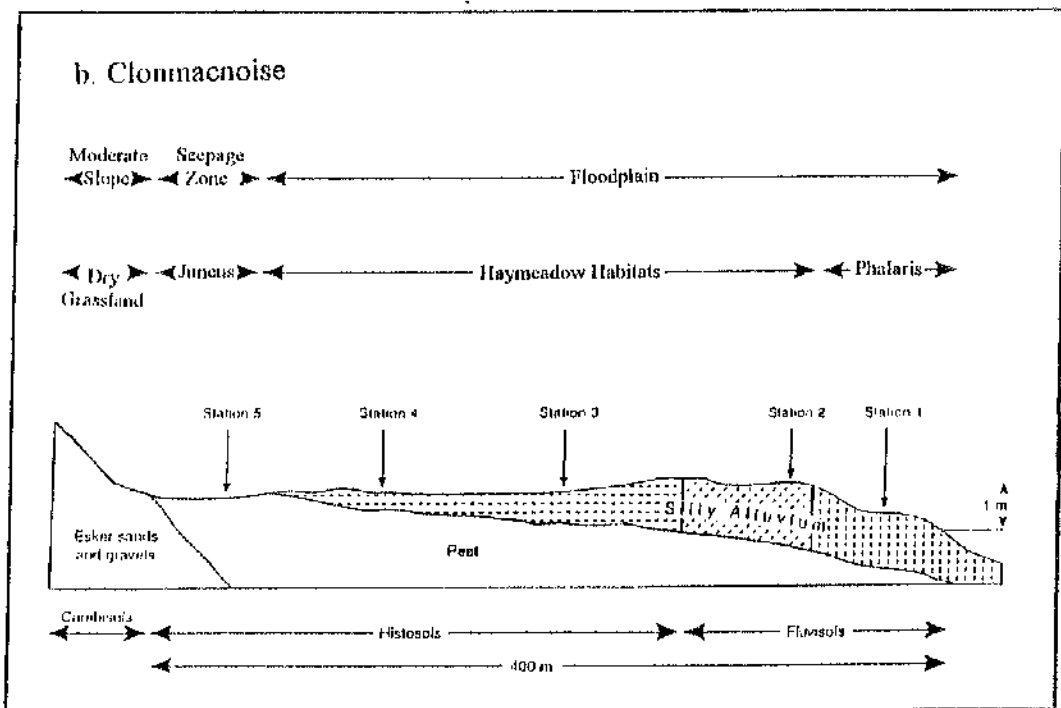 b. Clonmacnoise
Moderate Slope
Seepage Zone
Floodplain
Dry Grassland
Juncus
Haymeadow Habitats
Phalaris
Station 5
Station 4
Station 3
Station 2
Station 1
1 m
Silty Alluvium
Esker sands
and gravels
Peat
Cambisols
Histosols
Fluvisols
400 m